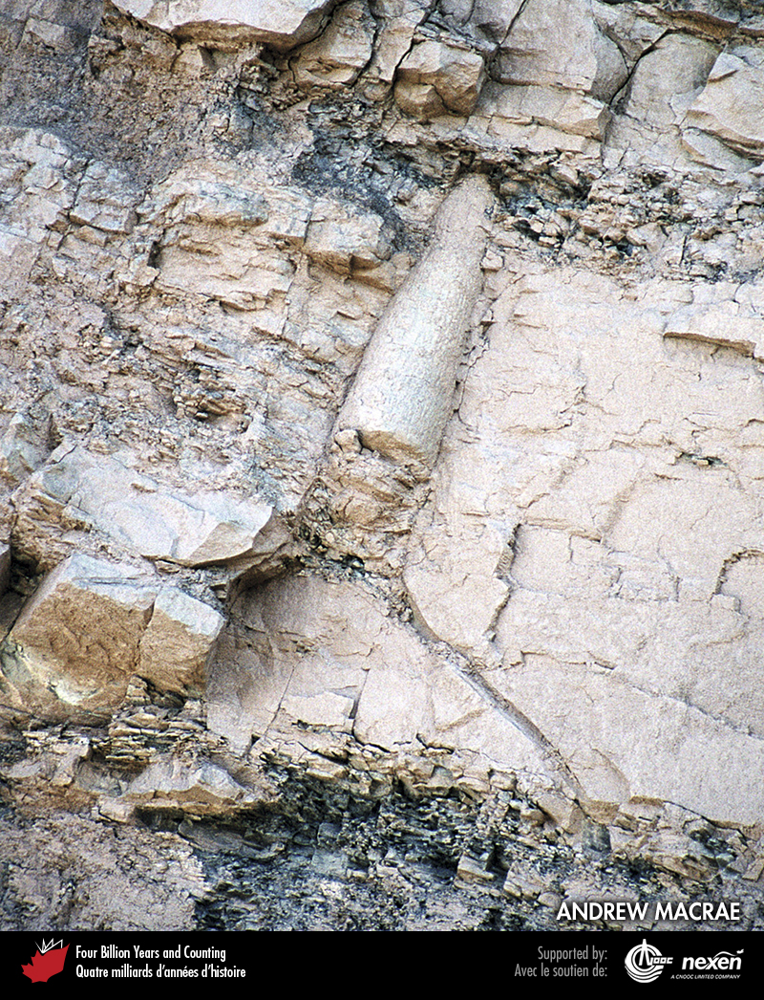 ANDREW MACRAE
Four Billion Years and Counting
Quatre milliards d'années d'histoire
Supported by:
Avec le soutien de:
CNOOC
nexen
A CNOOC LIMITED COMPANY